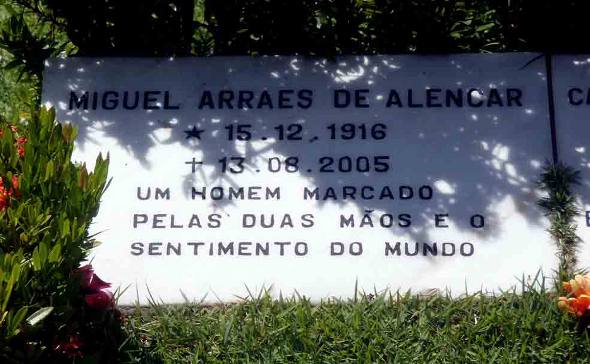 MIGUEL ARRAES DE ALENCAR
★ 15.12.1916
✝ 13.08.2005
UM HOMEM MARCADO
PELAS DUAS MÃOS E O
SENTIMENTO DO MUNDO